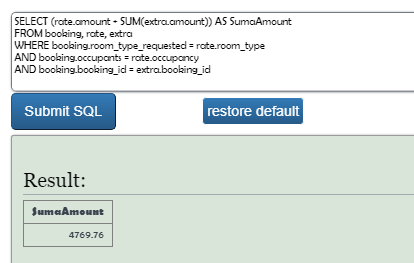 SELECT (rate.amount + SUM(extra.amount)) AS SumaAmount
FROM booking, rate, extra
WHERE booking.room_type_requested = rate.room_type
AND booking.occupants = rate.occupancy
AND booking.booking_id = extra.booking_id
Submit SQL restore default
Result:
SumaAmount
4769.76